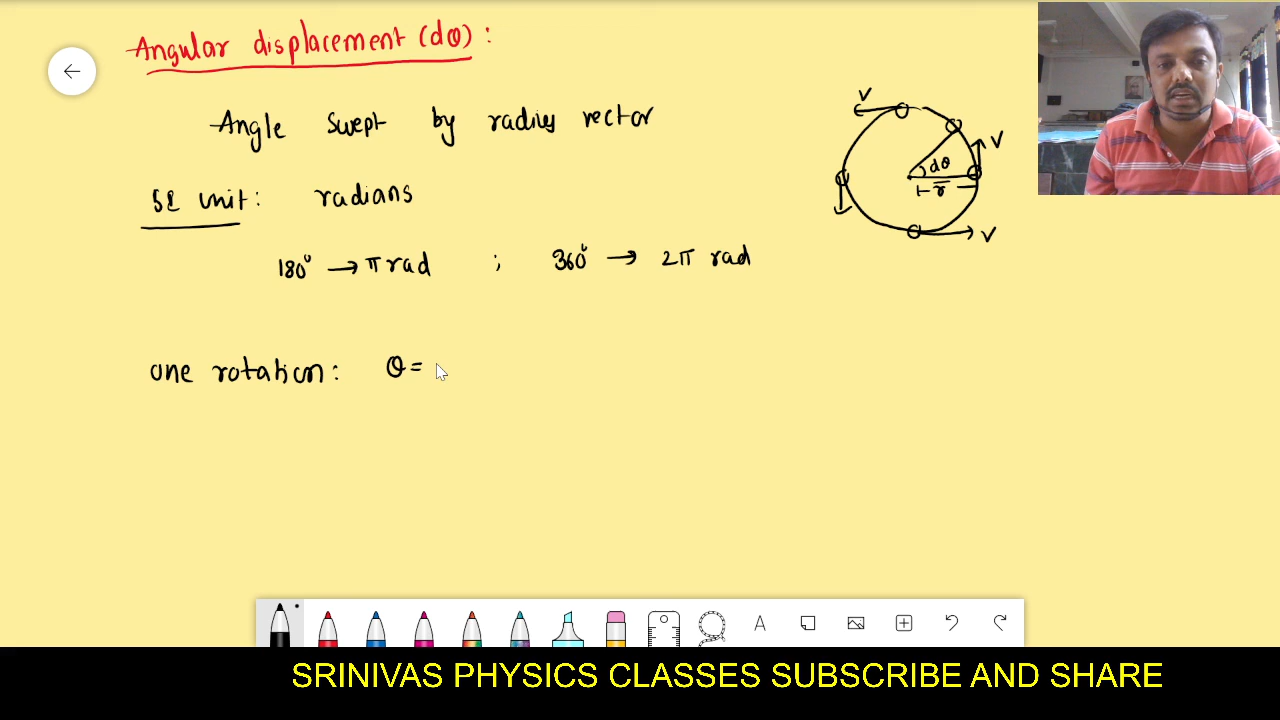 Angular displacement (dθ) :
Angle swept by radius vector
SI unit : radians
180° → π rad ; 360° → 2π rad
one rotation : θ =
V
V
dθ
r
V
A
SRINIVAS PHYSICS CLASSES SUBSCRIBE AND SHARE